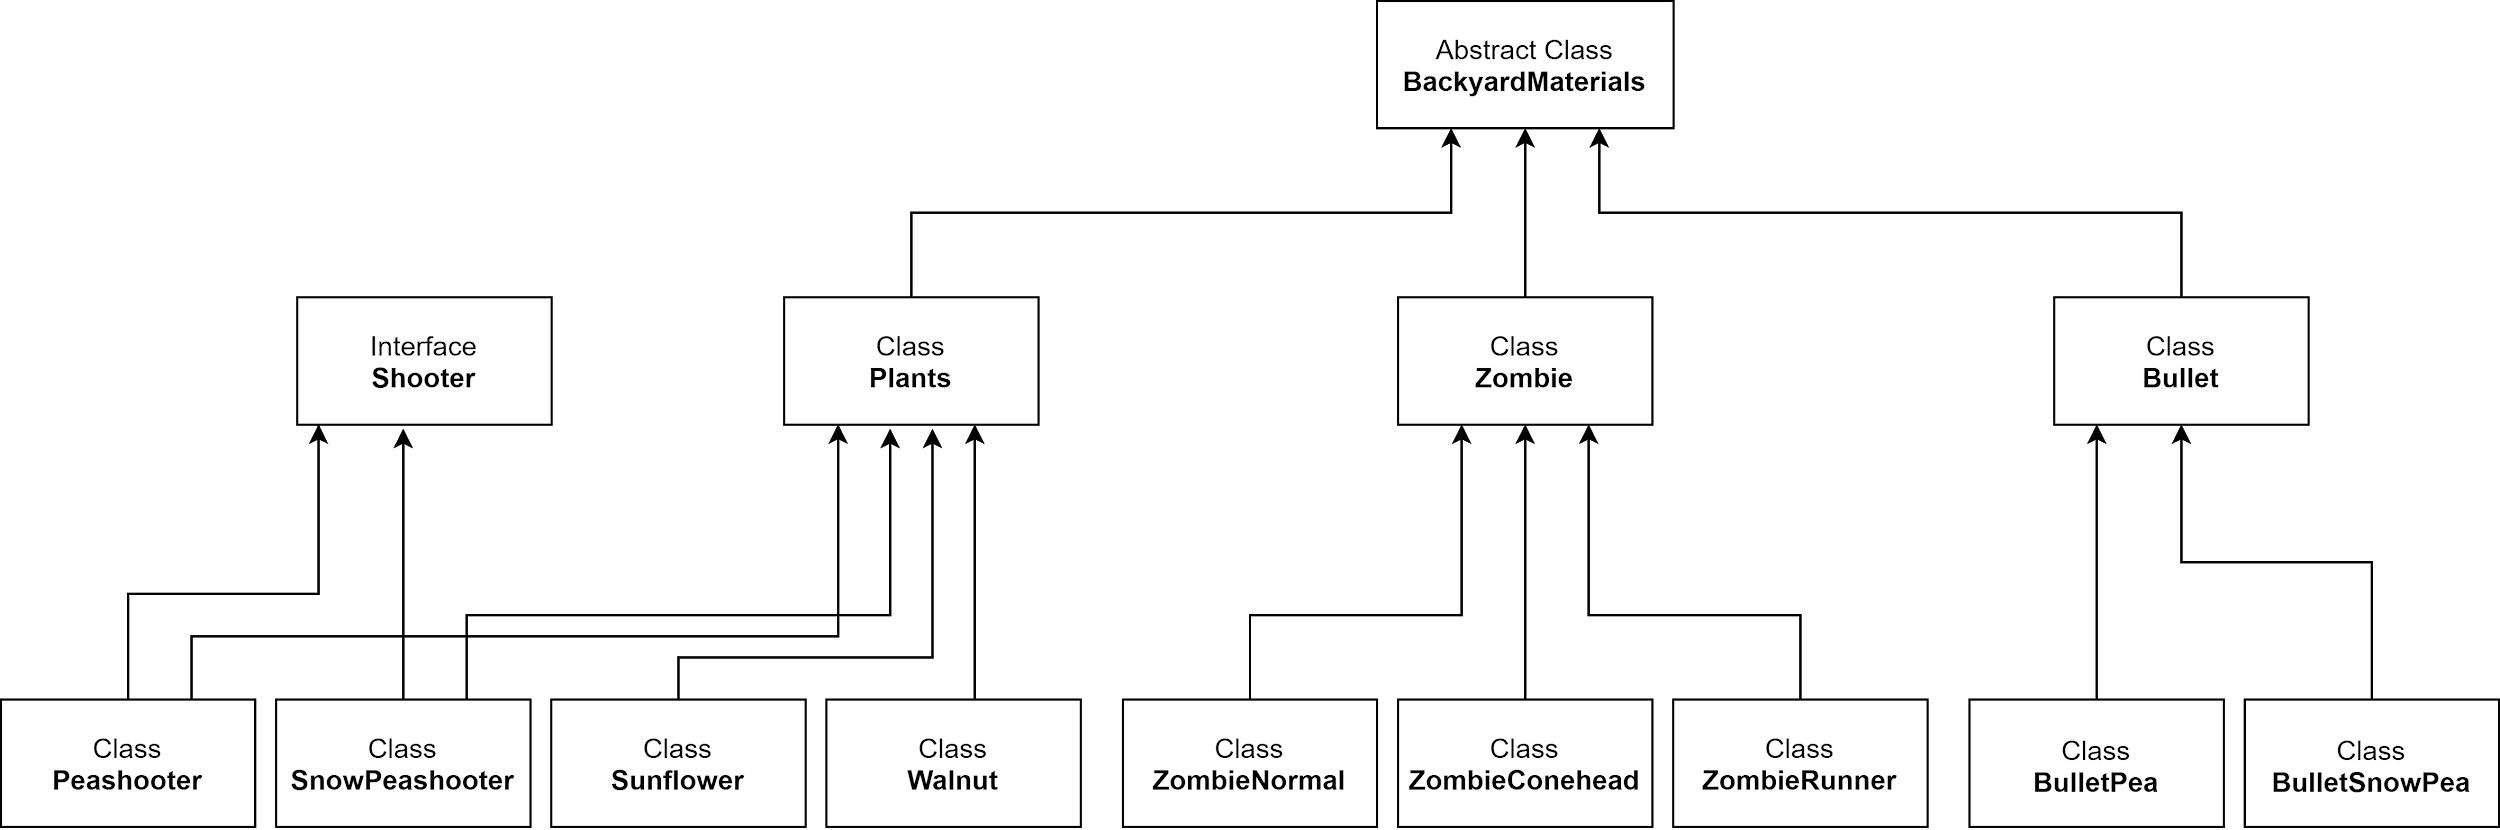 Abstract Class
BackyardMaterials
Interface
Shooter
Class
Plants
Class
Zombie
Class
Bullet
Class
Peashooter
Class
SnowPeashooter
Class
Sunflower
Class
Walnut
Class
ZombieNormal
Class
ZombieConehead
Class
ZombieRunner
Class
BulletPea
Class
BulletSnowPea